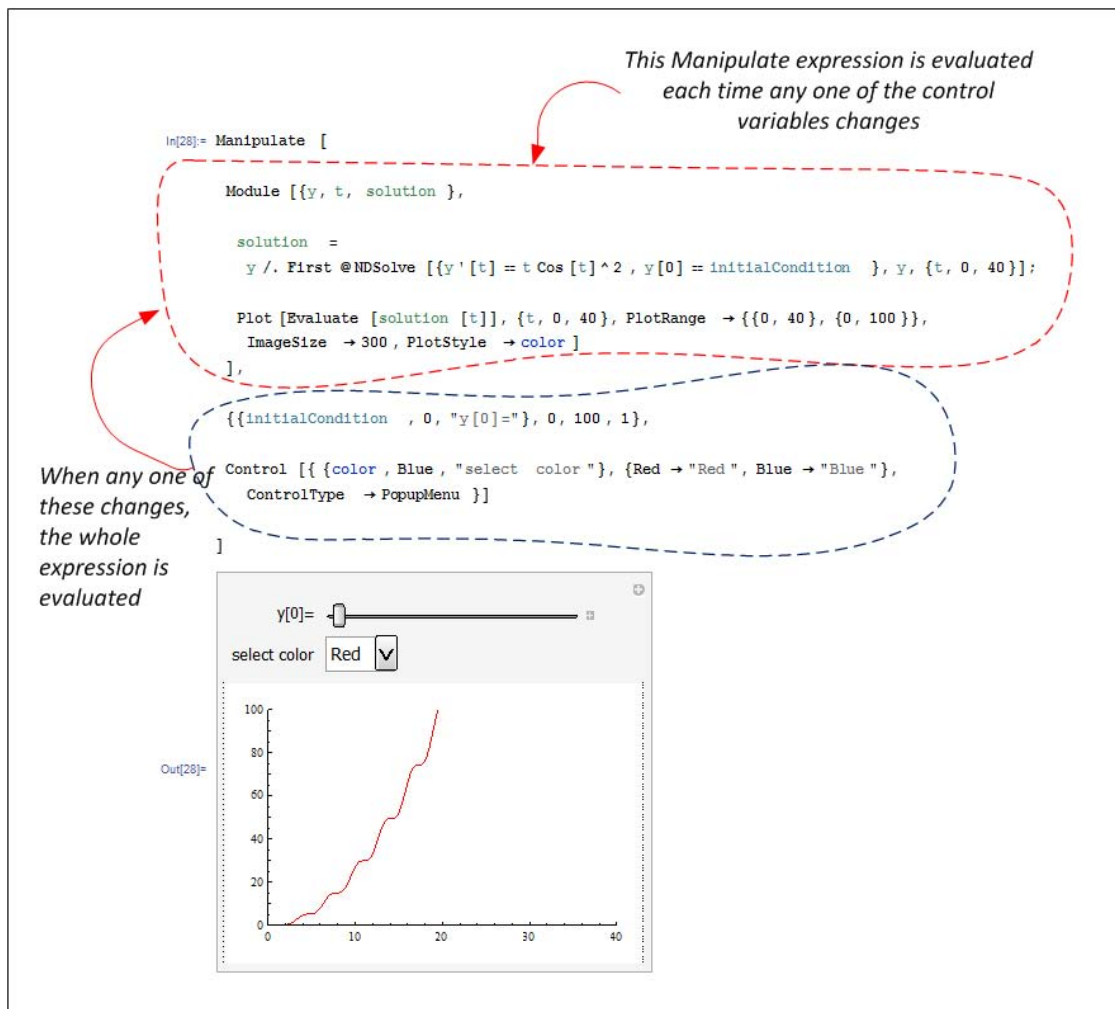 This Manipulate expression is evaluated
each time any one of the control
variables changes
In[28]:= Manipulate [
Module [{y, t, solution },
solution =
y /. First @ NDSolve [{y '[t] == t Cos [t] ^ 2 , y[0] == initialCondition }, y, {t, 0, 40 }];
Plot [Evaluate [solution [t]], {t, 0, 40 }, PlotRange → {{0, 40 }, {0, 100 }},
ImageSize → 300 , PlotStyle → color ]
],
{{initialCondition , 0, "y[0]="}, 0, 100 , 1},
Control [{ {color , Blue , "select color "}, {Red → "Red ", Blue → "Blue "},
ControlType → PopupMenu }]
]
When any one of
these changes,
the whole
expression is
evaluated
y[0]=
select color Red
Out[28]=
100
80
60
40
20
0
0 10 20 30 40